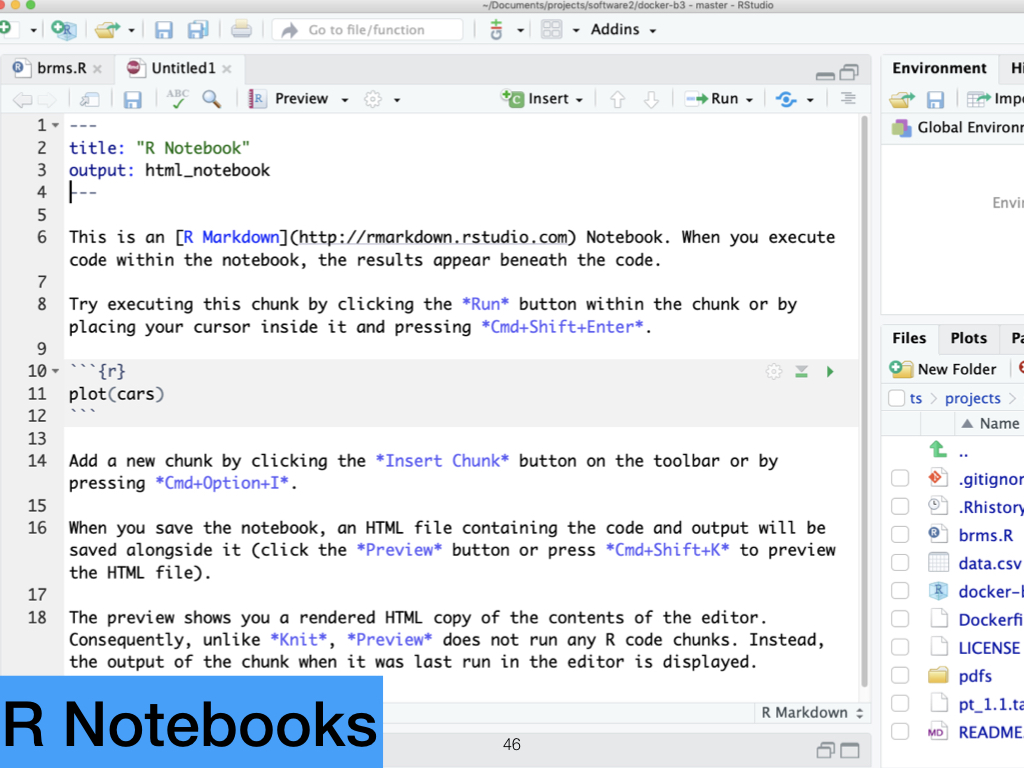 ~/Documents/projects/software2/docker-b3 - master - RStudio
Go to file/function
Addins
brms.R
Untitled1
Environment
ABC
Preview
Insert
Run
Global Environ
1 ---
2 title: "R Notebook"
3 output: html_notebook
4 ---
5
6 This is an [R Markdown](http://rmarkdown.rstudio.com) Notebook. When you execute
code within the notebook, the results appear beneath the code.
7
8 Try executing this chunk by clicking the *Run* button within the chunk or by
placing your cursor inside it and pressing *Cmd+Shift+Enter*.
9
10 ```{r}
11 plot(cars)
12 ```
13
14 Add a new chunk by clicking the *Insert Chunk* button on the toolbar or by
pressing *Cmd+Option+I*.
15
16 When you save the notebook, an HTML file containing the code and output will be
saved alongside it (click the *Preview* button or press *Cmd+Shift+K* to preview
the HTML file).
17
18 The preview shows you a rendered HTML copy of the contents of the editor.
Consequently, unlike *Knit*, *Preview* does not run any R code chunks. Instead,
the output of the chunk when it was last run in the editor is displayed.
R Markdown
Envi
Files
Plots
Pa
New Folder
ts
projects
Name
..
.gitignor
.Rhistory
brms.R
data.csv
docker-b
Dockerfi
LICENSE
pdfs
pt_1.1.ta
MD
README.
R Notebooks
46